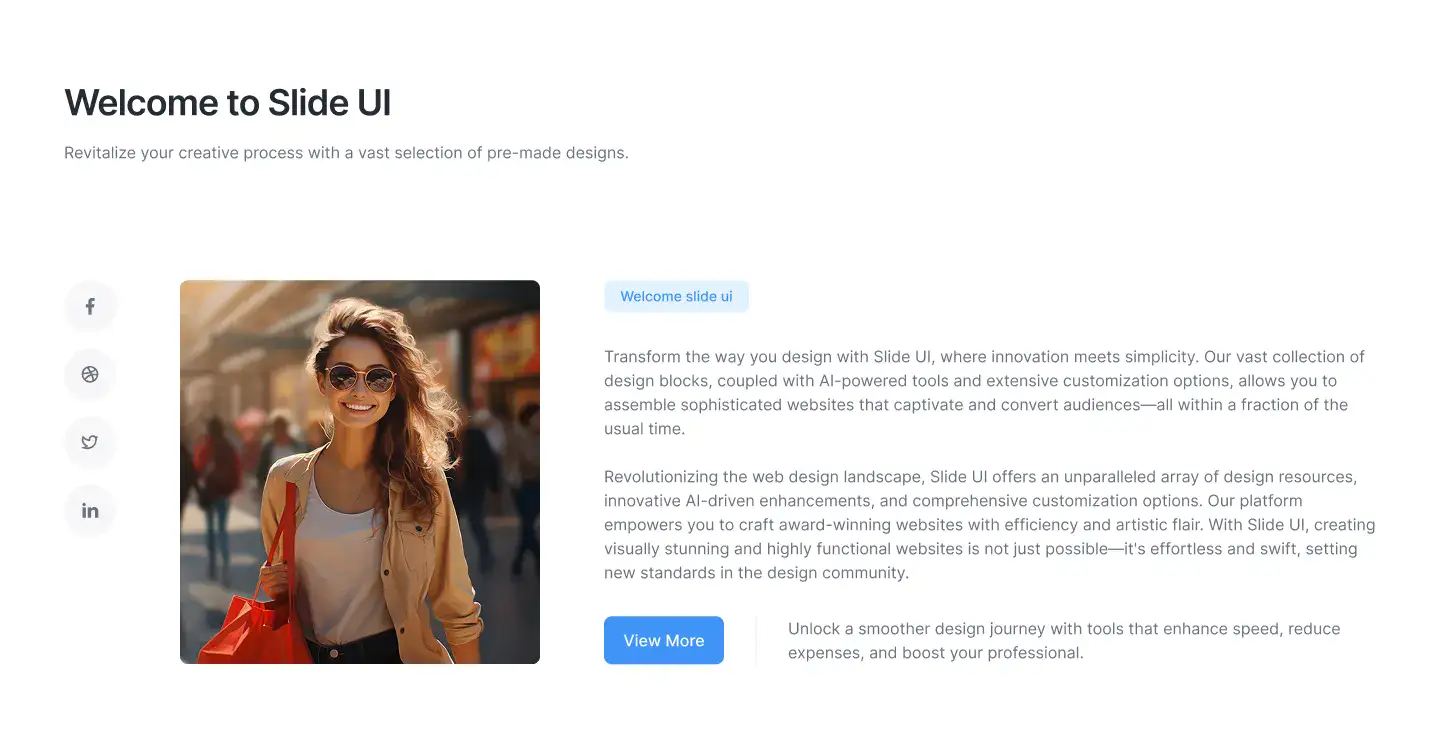 Welcome to Slide UI
Revitalize your creative process with a vast selection of pre-made designs.
Welcome slide ui
Transform the way you design with Slide UI, where innovation meets simplicity. Our vast collection of
design blocks, coupled with AI-powered tools and extensive customization options, allows you to
assemble sophisticated websites that captivate and convert audiences—all within a fraction of the
usual time.
Revolutionizing the web design landscape, Slide UI offers an unparalleled array of design resources,
innovative AI-driven enhancements, and comprehensive customization options. Our platform
empowers you to craft award-winning websites with efficiency and artistic flair. With Slide UI, creating
visually stunning and highly functional websites is not just possible—it's effortless and swift, setting
new standards in the design community.
View More
Unlock a smoother design journey with tools that enhance speed, reduce
expenses, and boost your professional.